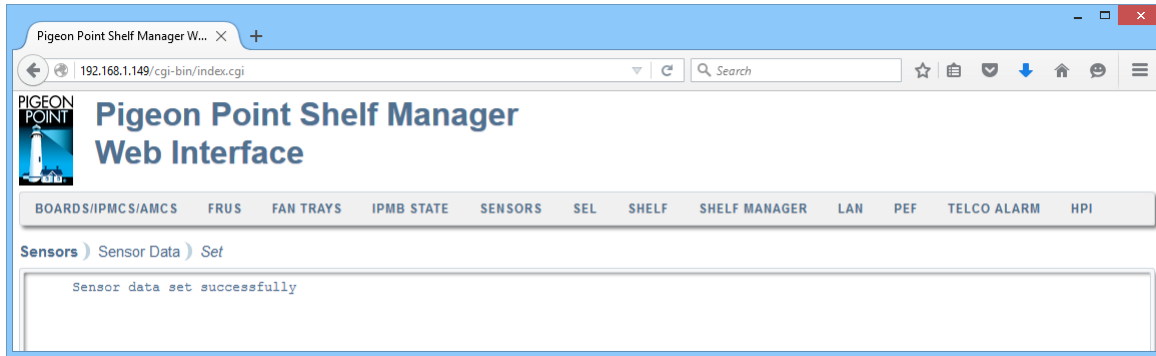 Pigeon Point Shelf Manager W...
192.168.1.149/cgi-bin/index.cgi
Search
PIGEON
POINT
Pigeon Point Shelf Manager
Web Interface
BOARDS/IPMCS/AMCS FRUS FAN TRAYS IPMB STATE SENSORS SEL SHELF SHELF MANAGER LAN PEF TELCO ALARM HPI
Sensors ) Sensor Data ) Set
Sensor data set successfully